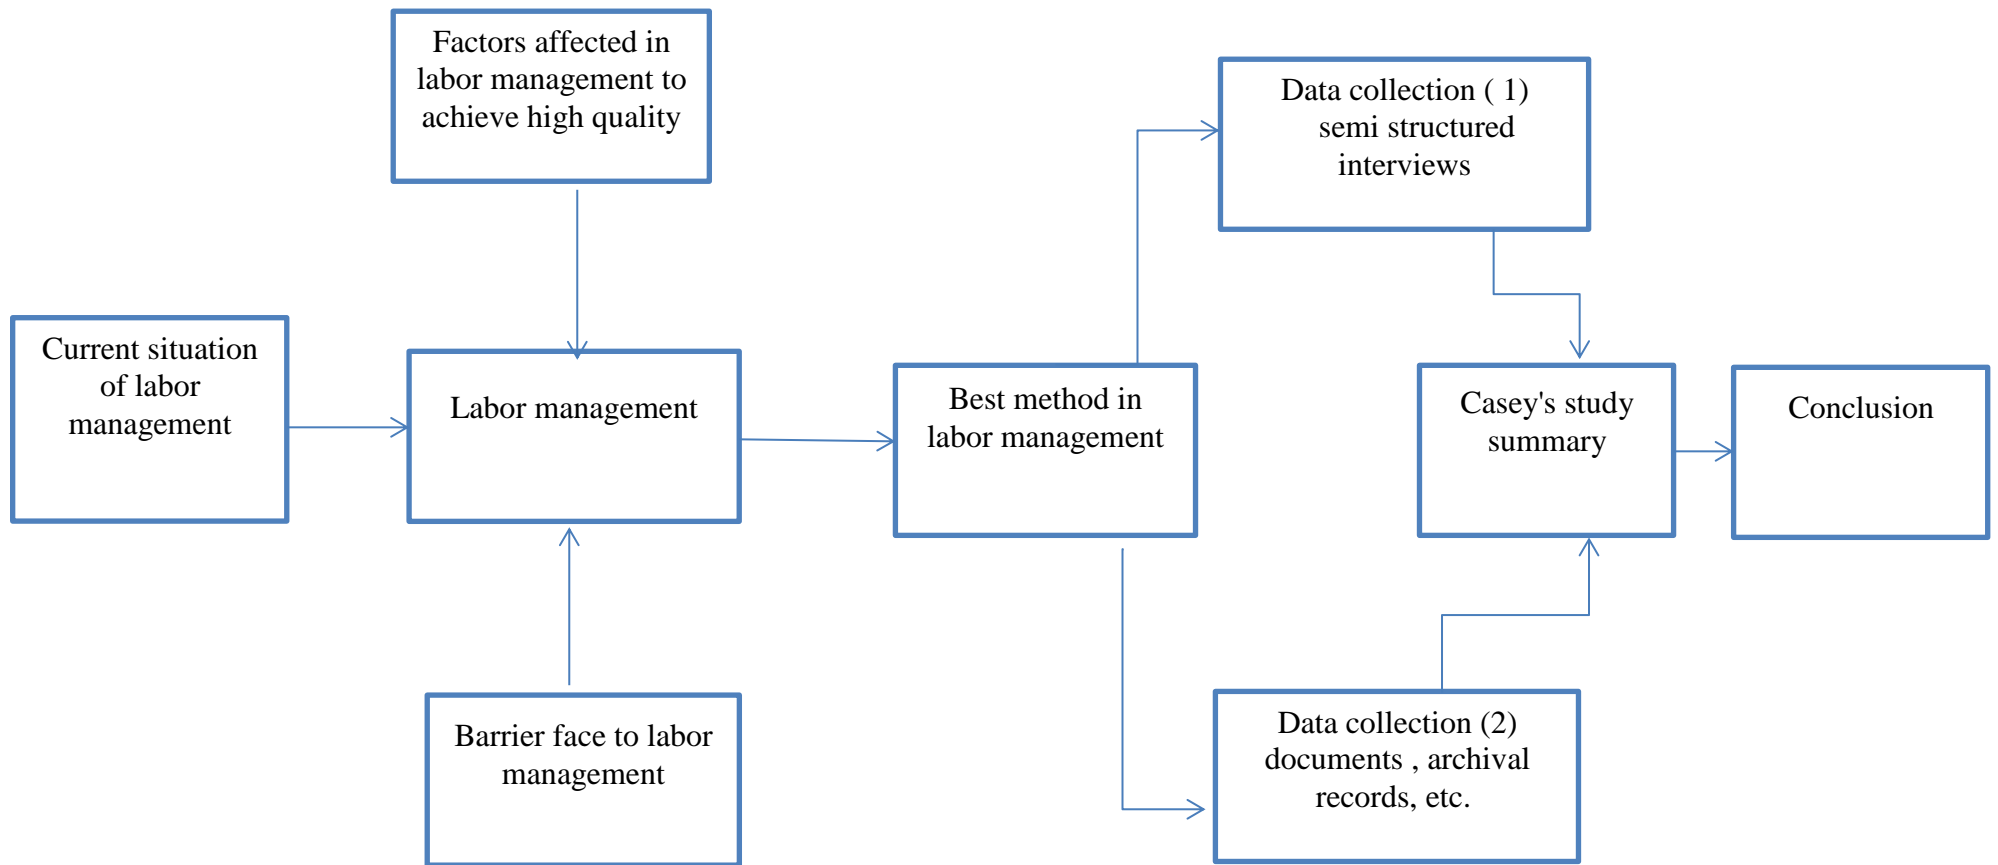 Factors affected in
labor management to
achieve high quality
Data collection ( 1)
semi structured
interviews
Current situation
of labor
management
Labor management
Best method in
labor management
Casey's study
summary
Conclusion
Barrier face to labor
management
Data collection (2)
documents , archival
records, etc.